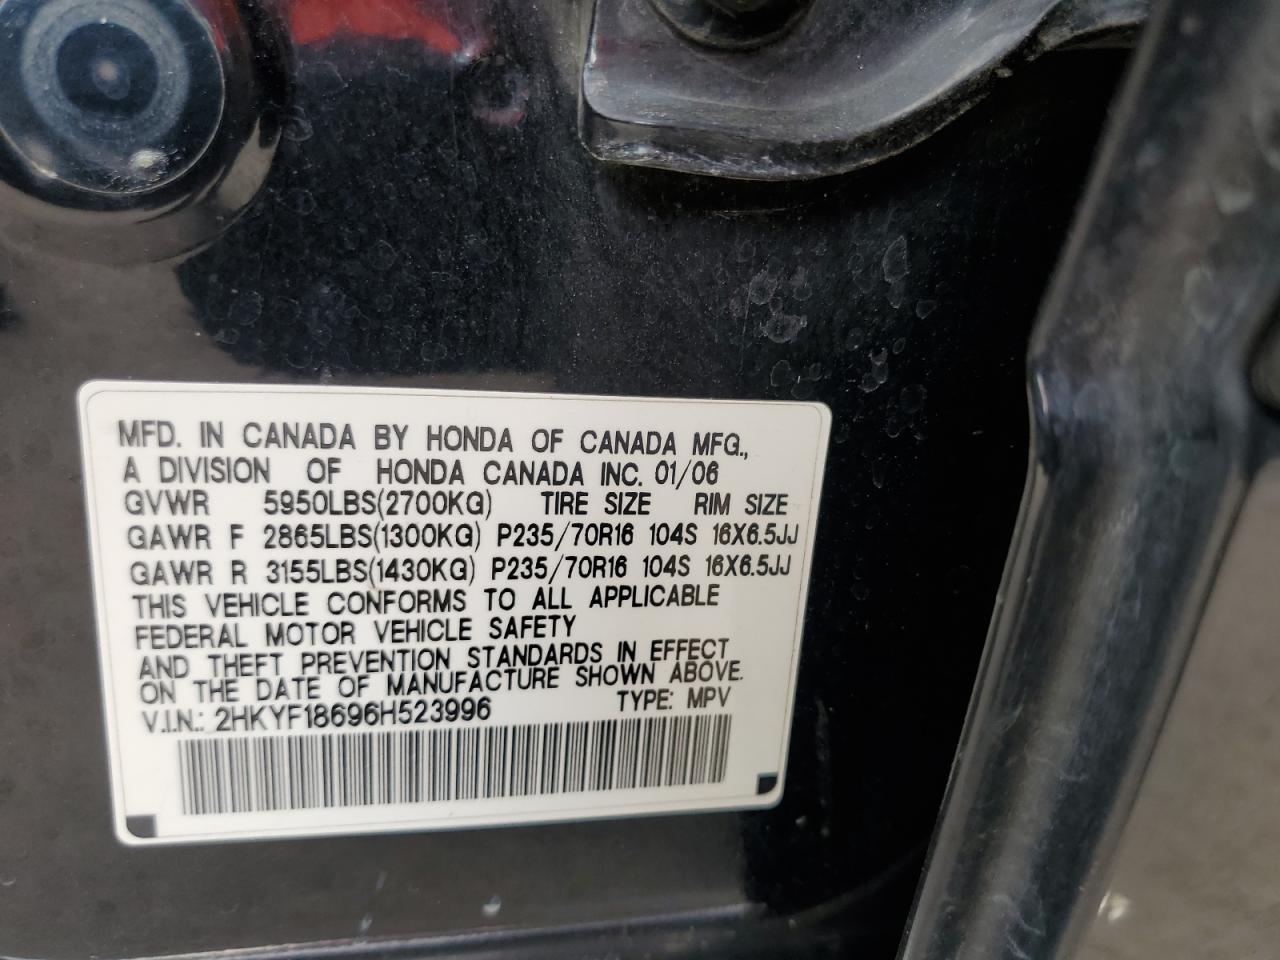 MFD. IN CANADA BY HONDA OF CANADA MFG.,
A DIVISION OF HONDA CANADA INC. 01/06
GVWR 5950LBS(2700KG) TIRE SIZE RIM SIZE
GAWR F 2865LBS(1300KG) P235/70R16 104S 16X6.5JJ
GAWR R 3155LBS(1430KG) P235/70R16 104S 16X6.5JJ
THIS VEHICLE CONFORMS TO ALL APPLICABLE
FEDERAL MOTOR VEHICLE SAFETY
AND THEFT PREVENTION STANDARDS IN EFFECT
ON THE DATE OF MANUFACTURE SHOWN ABOVE.
V.I.N.: 2HKYF18696H523996 TYPE: MPV